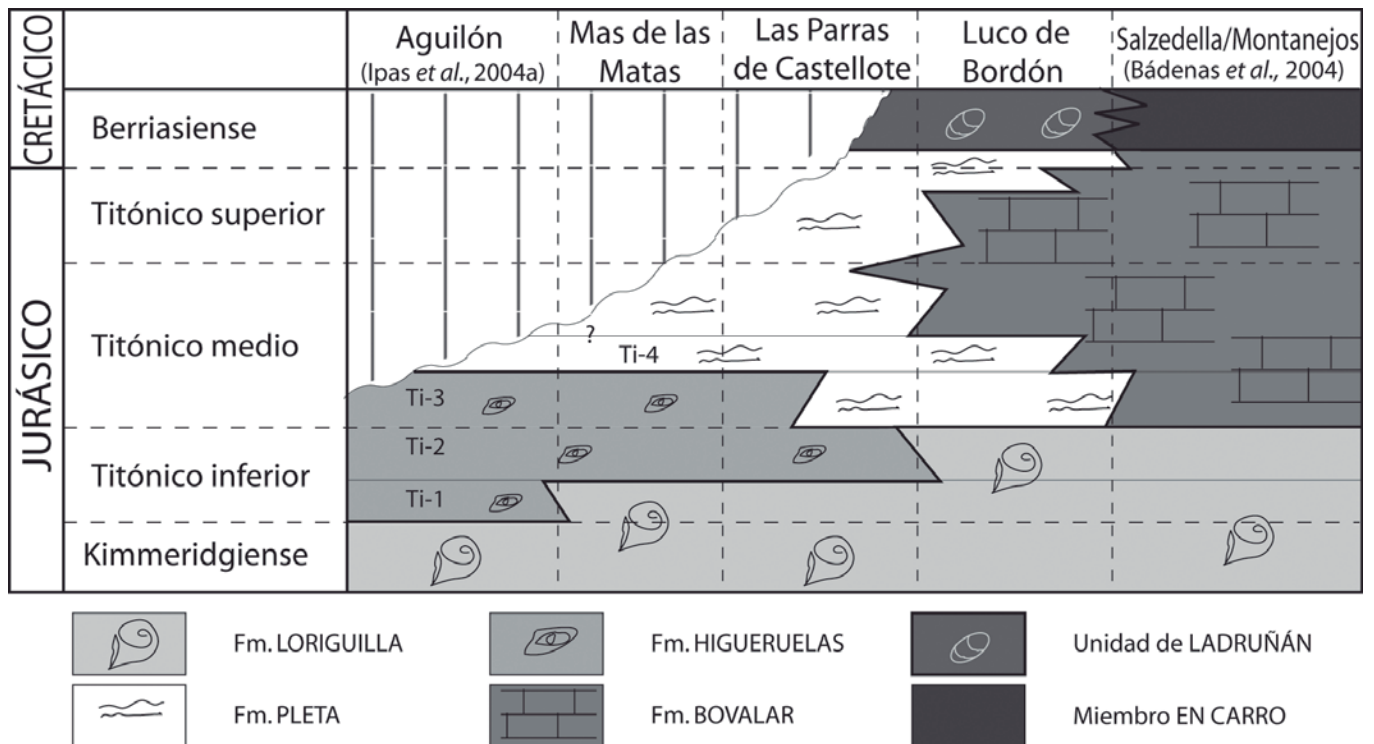 Aguilón
(Ipas et al., 2004a)
Mas de las
Matas
Las Parras
de Castellote
Luco de
Bordón
Salzedella/Montanejos
(Bádenas et al., 2004)
CRETÁCICO
Berriasiense
JURÁSICO
Titónico superior
Titónico medio
?
Ti-4
Ti-3
Titónico inferior
Ti-2
Ti-1
Kimmeridgiense
Fm. LORIGUILLA
Fm. HIGUERUELAS
Unidad de LADRUÑÁN
Fm. PLETA
Fm. BOVALAR
Miembro EN CARRO